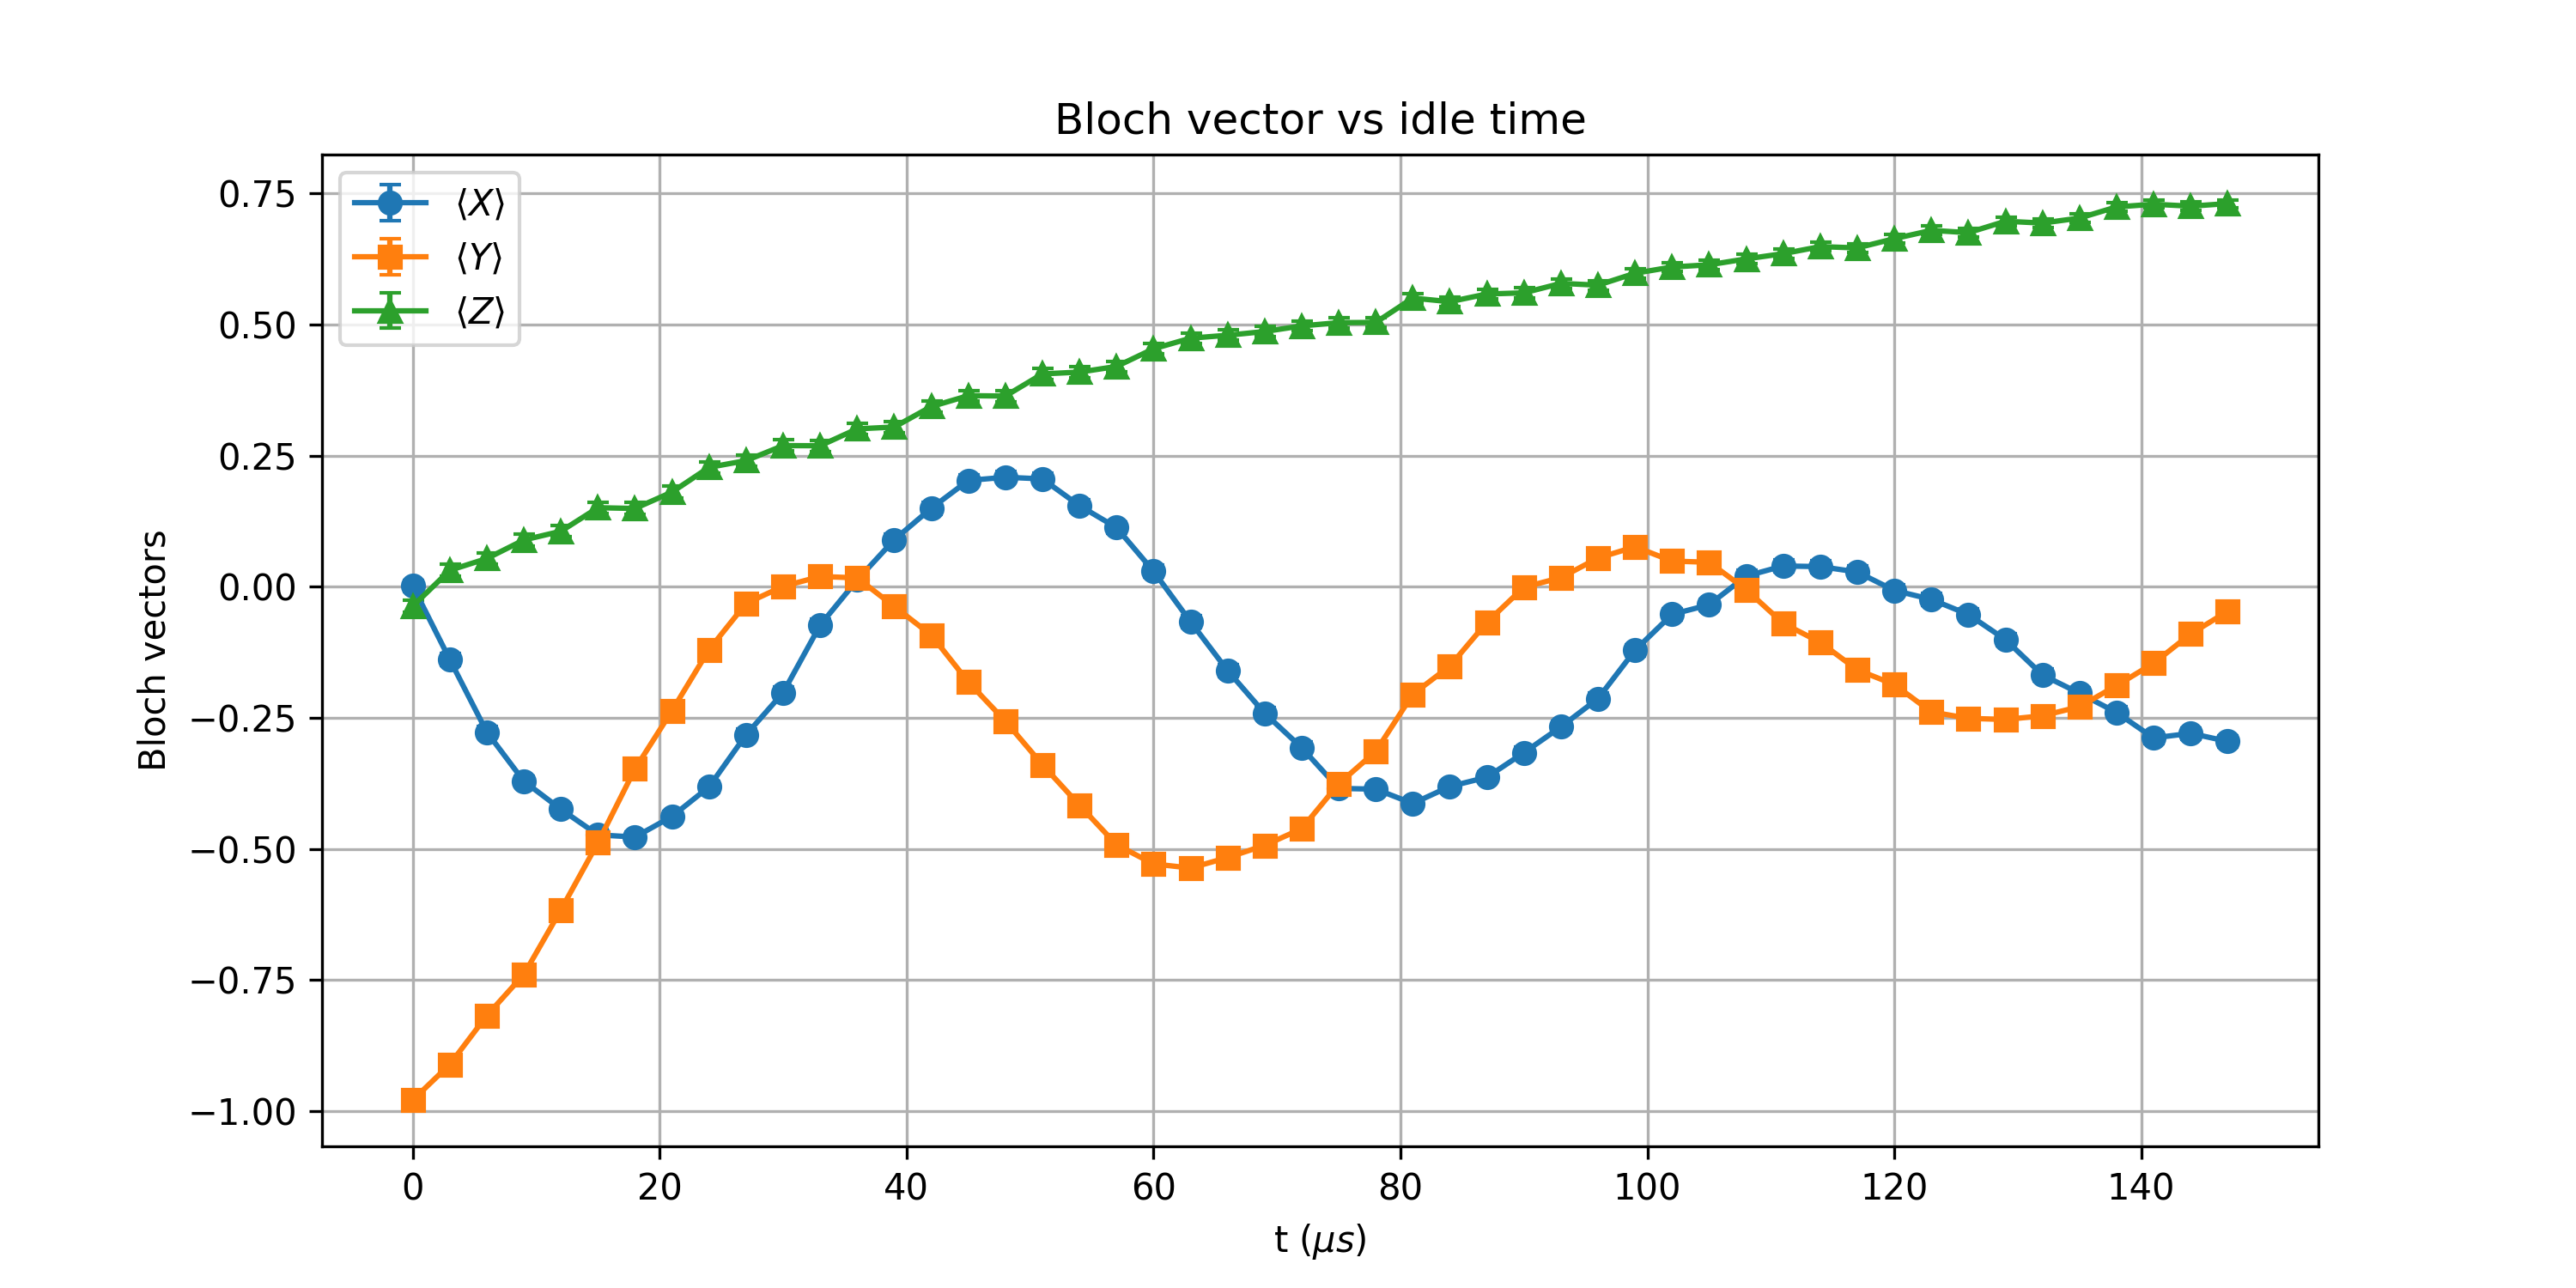 Bloch vector vs idle time
⟨X⟩
⟨Y⟩
⟨Z⟩
0.75
0.50
0.25
0.00
−0.25
−0.50
−0.75
−1.00
Bloch vectors
0 20 40 60 80 100 120 140
t (μs)